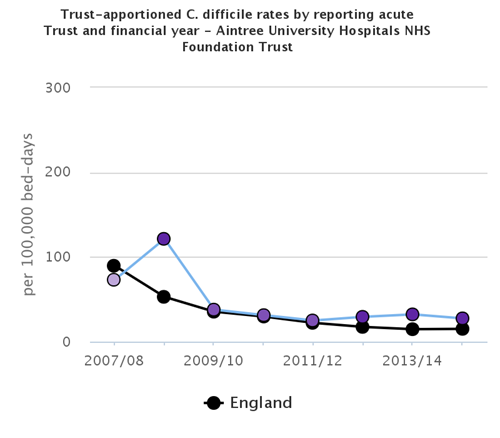 Trust-apportioned C. difficile rates by reporting acute
Trust and financial year - Aintree University Hospitals NHS
Foundation Trust
300
200
100
0
per 100,000 bed-days
2007/08
2009/10
2011/12
2013/14
England